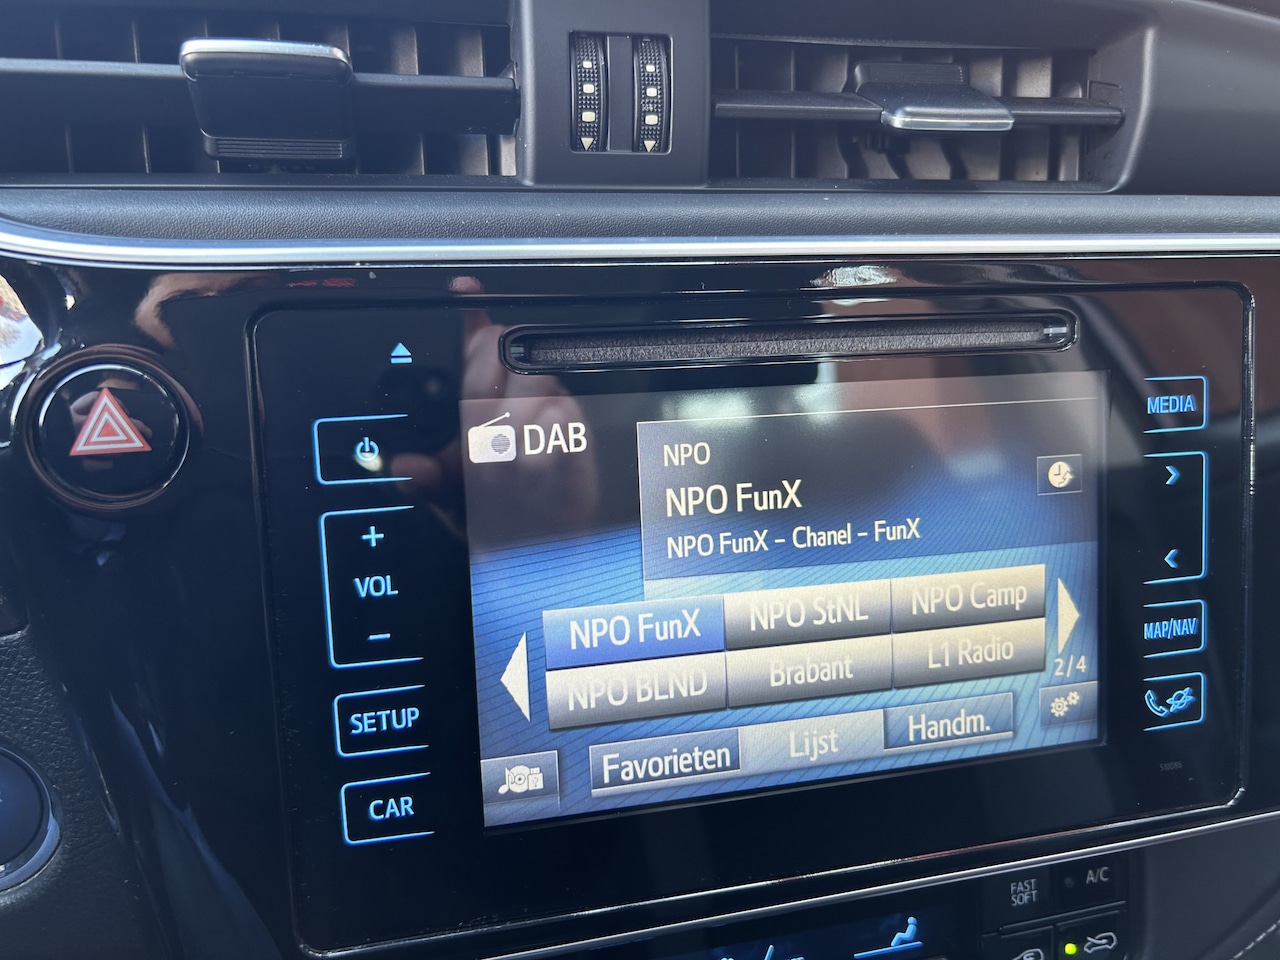 DAB
NPO
NPO FunX
NPO FunX - Chanel - FunX
NPO FunX
NPO StNL
NPO Camp
NPO BLND
Brabant
L1 Radio
2/4
Favorieten
Lijst
Handm.
+
VOL
-
SETUP
CAR
MEDIA
MAP/NAV
FAST
SOFT
A/C